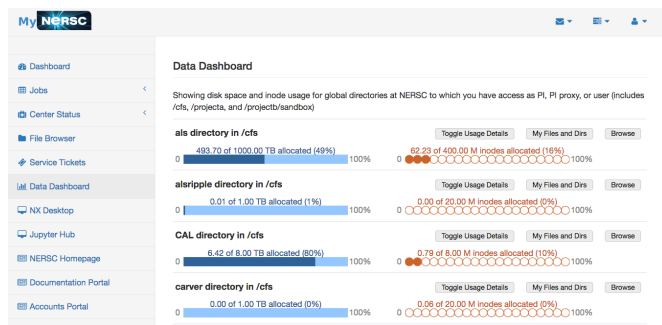 My NERSC
Dashboard
Jobs
Center Status
File Browser
Service Tickets
Data Dashboard
NX Desktop
Jupyter Hub
NERSC Homepage
Documentation Portal
Accounts Portal
Data Dashboard
Showing disk space and inode usage for global directories at NERSC to which you have access as PI, PI proxy, or user (includes
/cfs, /projecta, and /projectb/sandbox)
als directory in /cfs Toggle Usage Details My Files and Dirs Browse
493.70 of 1000.00 TB allocated (49%) 62.23 of 400.00 M inodes allocated (16%)
0 100% 0 100%
alsripple directory in /cfs Toggle Usage Details My Files and Dirs Browse
0.01 of 1.00 TB allocated (1%) 0.00 of 20.00 M inodes allocated (0%)
0 100% 0 100%
CAL directory in /cfs Toggle Usage Details My Files and Dirs Browse
6.42 of 8.00 TB allocated (80%) 0.79 of 8.00 M inodes allocated (10%)
0 100% 0 100%
carver directory in /cfs Toggle Usage Details My Files and Dirs Browse
0.00 of 1.00 TB allocated (0%) 0.06 of 20.00 M inodes allocated (0%)
0 100% 0 100%